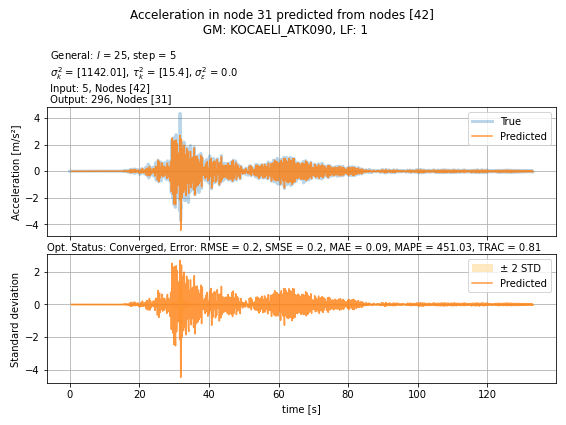 Acceleration in node 31 predicted from nodes [42]
GM: KOCAELI_ATK090, LF: 1
General: l = 25, step = 5
σ²ₖ = [1142.01], τ²ₖ = [15.4], σ²ε = 0.0
Input: 5, Nodes [42]
Output: 296, Nodes [31]
4
2
0
−2
−4
Acceleration [m/s²]
True
Predicted
Opt. Status: Converged, Error: RMSE = 0.2, SMSE = 0.2, MAE = 0.09, MAPE = 451.03, TRAC = 0.81
2
0
−2
−4
Standard deviation
± 2 STD
Predicted
0 20 40 60 80 100 120
time [s]